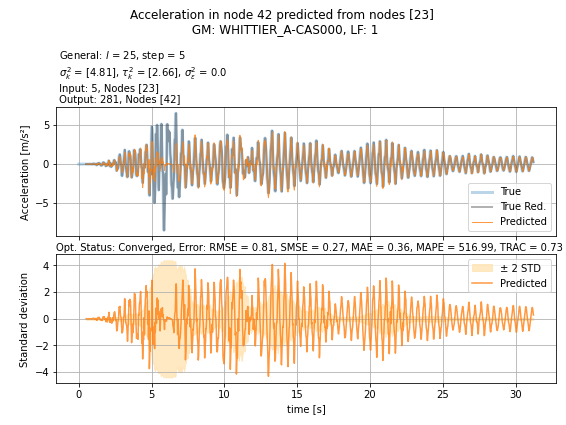 Acceleration in node 42 predicted from nodes [23]
GM: WHITTIER_A-CAS000, LF: 1
General: l = 25, step = 5
σ²ₖ = [4.81], τ²ₖ = [2.66], σ²ₑ = 0.0
Input: 5, Nodes [23]
Output: 281, Nodes [42]
Acceleration [m/s²]
5
0
−5
True
True Red.
Predicted
Opt. Status: Converged, Error: RMSE = 0.81, SMSE = 0.27, MAE = 0.36, MAPE = 516.99, TRAC = 0.73
Standard deviation
4
2
0
−2
−4
± 2 STD
Predicted
0 5 10 15 20 25 30
time [s]